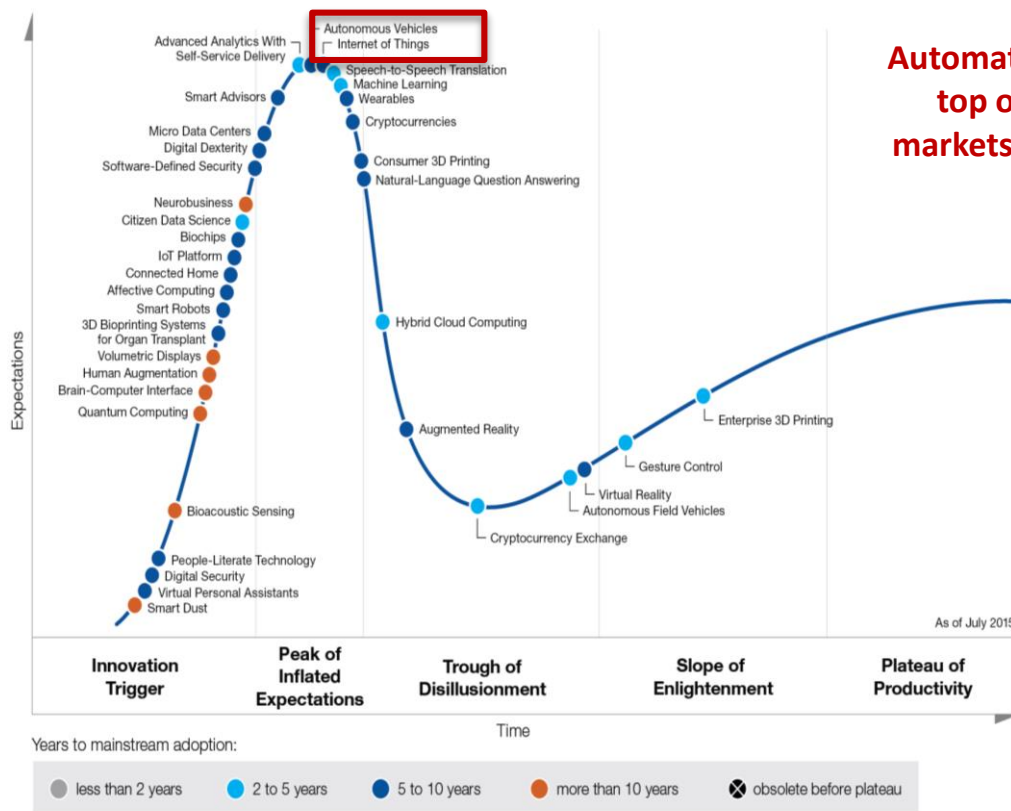 Autonomous Vehicles
Internet of Things
Advanced Analytics With
Self-Service Delivery
Speech-to-Speech Translation
Machine Learning
Smart Advisors
Wearables
Cryptocurrencies
Micro Data Centers
Digital Dexterity
Software-Defined Security
Consumer 3D Printing
Natural-Language Question Answering
Neurobusiness
Citizen Data Science
Biochips
IoT Platform
Connected Home
Affective Computing
Smart Robots
3D Bioprinting Systems
for Organ Transplant
Volumetric Displays
Human Augmentation
Brain-Computer Interface
Quantum Computing
Hybrid Cloud Computing
Augmented Reality
Enterprise 3D Printing
Gesture Control
Virtual Reality
Autonomous Field Vehicles
Cryptocurrency Exchange
Bioacoustic Sensing
People-Literate Technology
Digital Security
Virtual Personal Assistants
Smart Dust
Automat
top o
markets
Expectations
As of July 2015
Innovation
Trigger
Peak of
Inflated
Expectations
Trough of
Disillusionment
Slope of
Enlightenment
Plateau of
Productivity
Time
Years to mainstream adoption:
less than 2 years
2 to 5 years
5 to 10 years
more than 10 years
obsolete before plateau